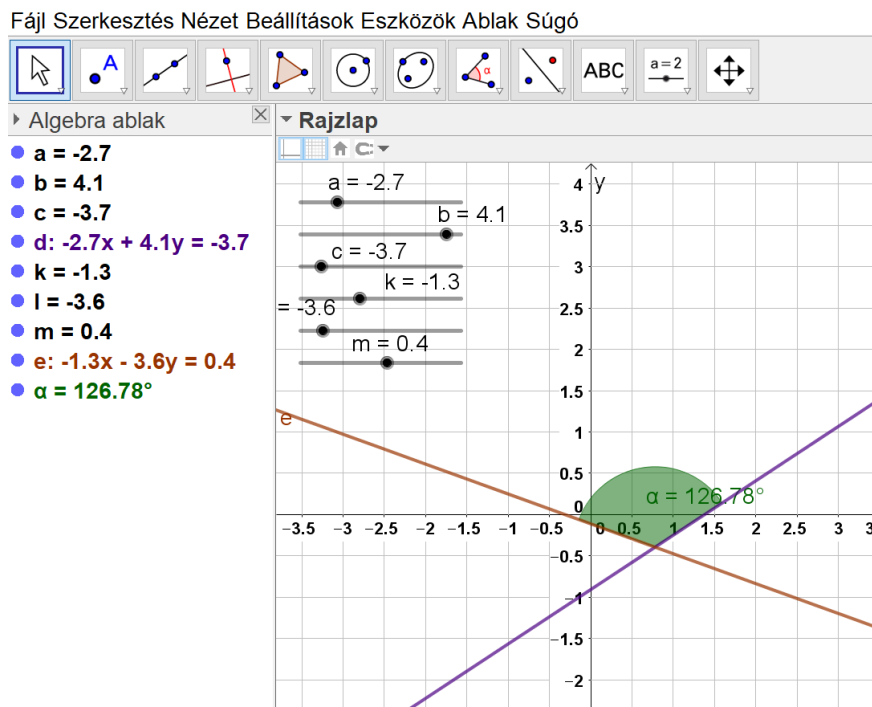 Fájl Szerkesztés Nézet Beállítások Eszközök Ablak Súgó
A
α
ABC
a = 2
Algebra ablak
a = -2.7
b = 4.1
c = -3.7
d: -2.7x + 4.1y = -3.7
k = -1.3
l = -3.6
m = 0.4
e: -1.3x - 3.6y = 0.4
α = 126.78°
Rajzlap
a = -2.7
b = 4.1
c = -3.7
k = -1.3
= -3.6
m = 0.4
y
4
3.5
3
2.5
2
1.5
1
0.5
0
e
α = 126.78°
−3.5 −3 −2.5 −2 −1.5 −1 −0.5 0 0.5 1 1.5 2 2.5 3 3
−0.5
−1
−1.5
−2